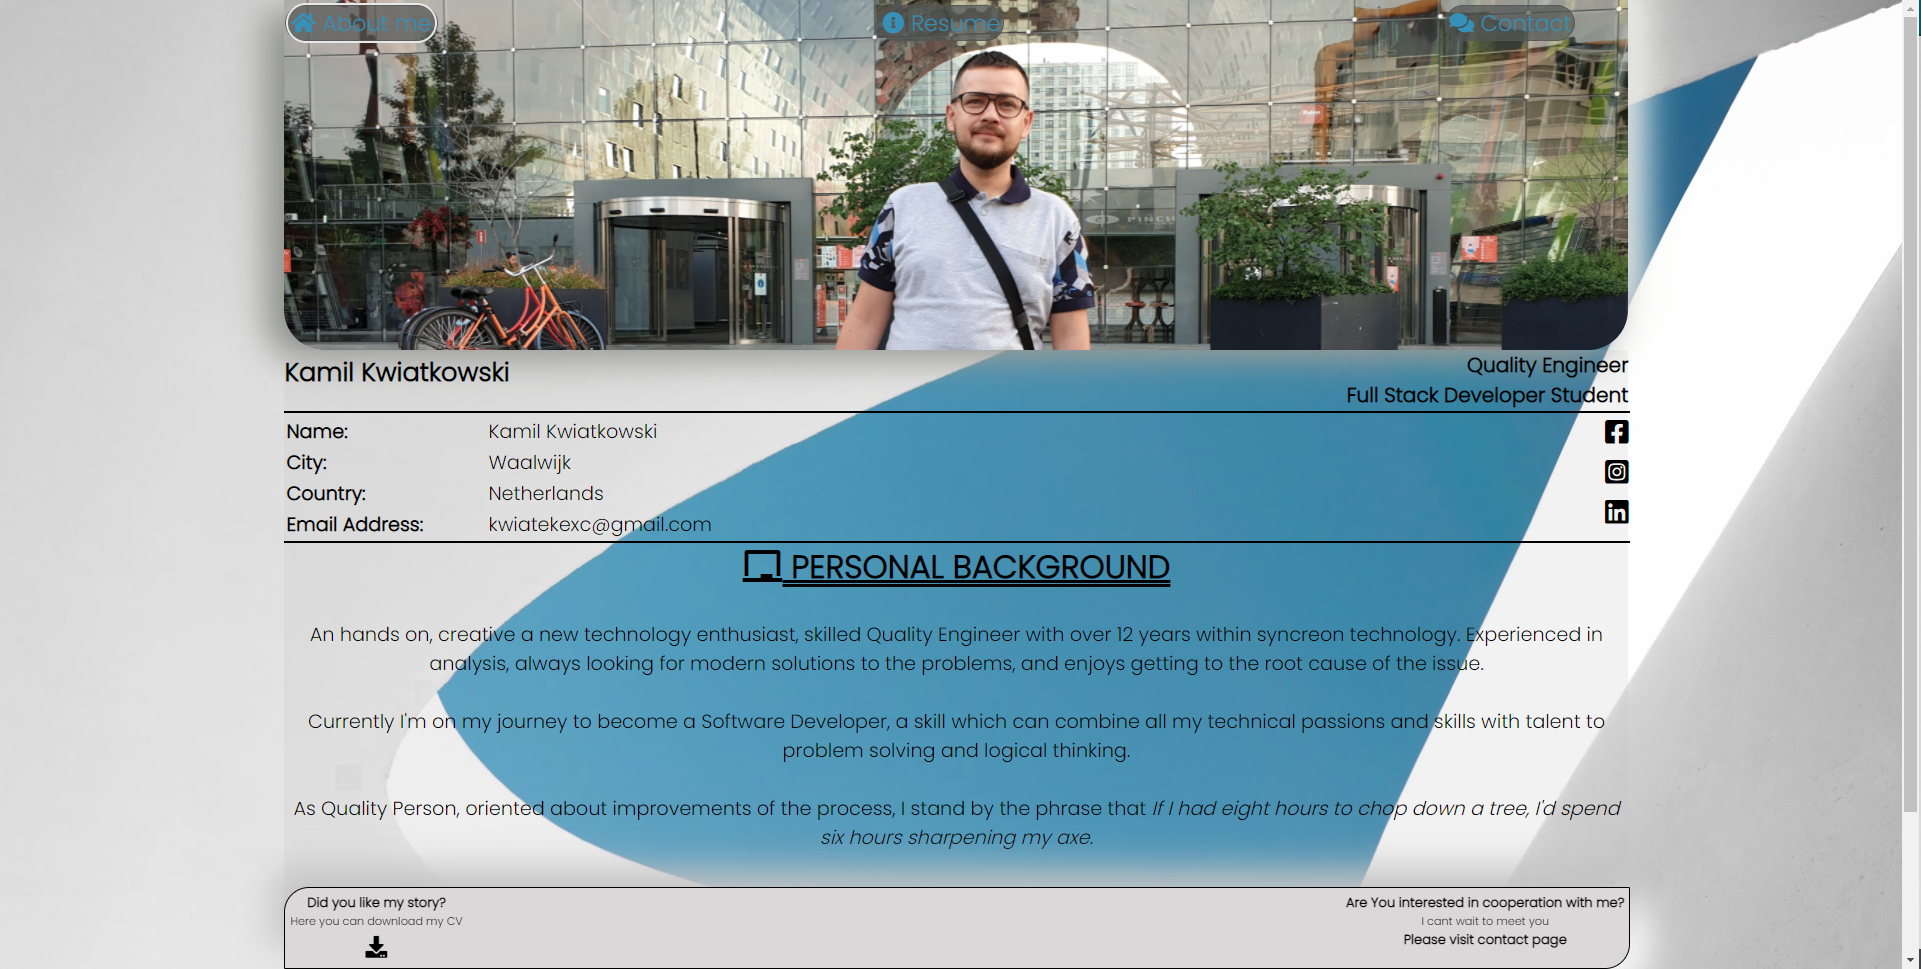 About me
Resume
Contact
PINCH
Kamil Kwiatkowski
Quality Engineer
Full Stack Developer Student
Name: Kamil Kwiatkowski
City: Waalwijk
Country: Netherlands
Email Address: kwiatekexc@gmail.com
PERSONAL BACKGROUND
An hands on, creative a new technology enthusiast, skilled Quality Engineer with over 12 years within syncreon technology. Experienced in
analysis, always looking for modern solutions to the problems, and enjoys getting to the root cause of the issue.
Currently I'm on my journey to become a Software Developer, a skill which can combine all my technical passions and skills with talent to
problem solving and logical thinking.
As Quality Person, oriented about improvements of the process, I stand by the phrase that If I had eight hours to chop down a tree, I'd spend
six hours sharpening my axe.
Did you like my story?
Here you can download my CV
Are You interested in cooperation with me?
I cant wait to meet you
Please visit contact page